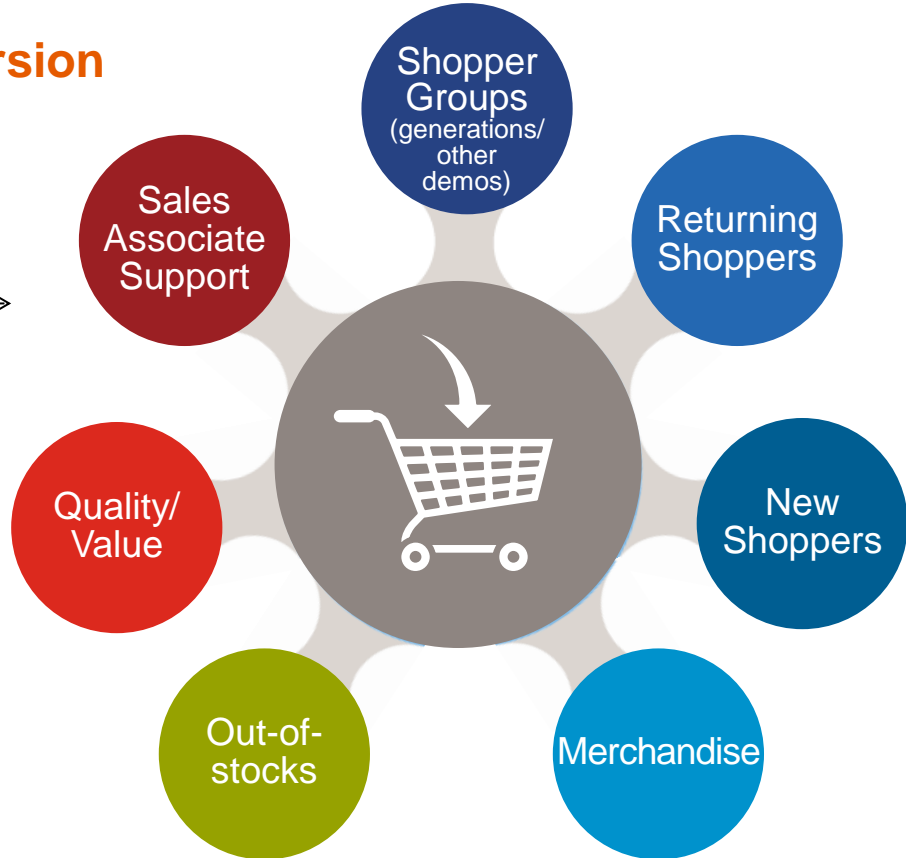 rsion
Shopper
Groups
(generations/
other
demos)
Returning
Shoppers
New
Shoppers
Merchandise
Out-of-
stocks
Quality/
Value
Sales
Associate
Support